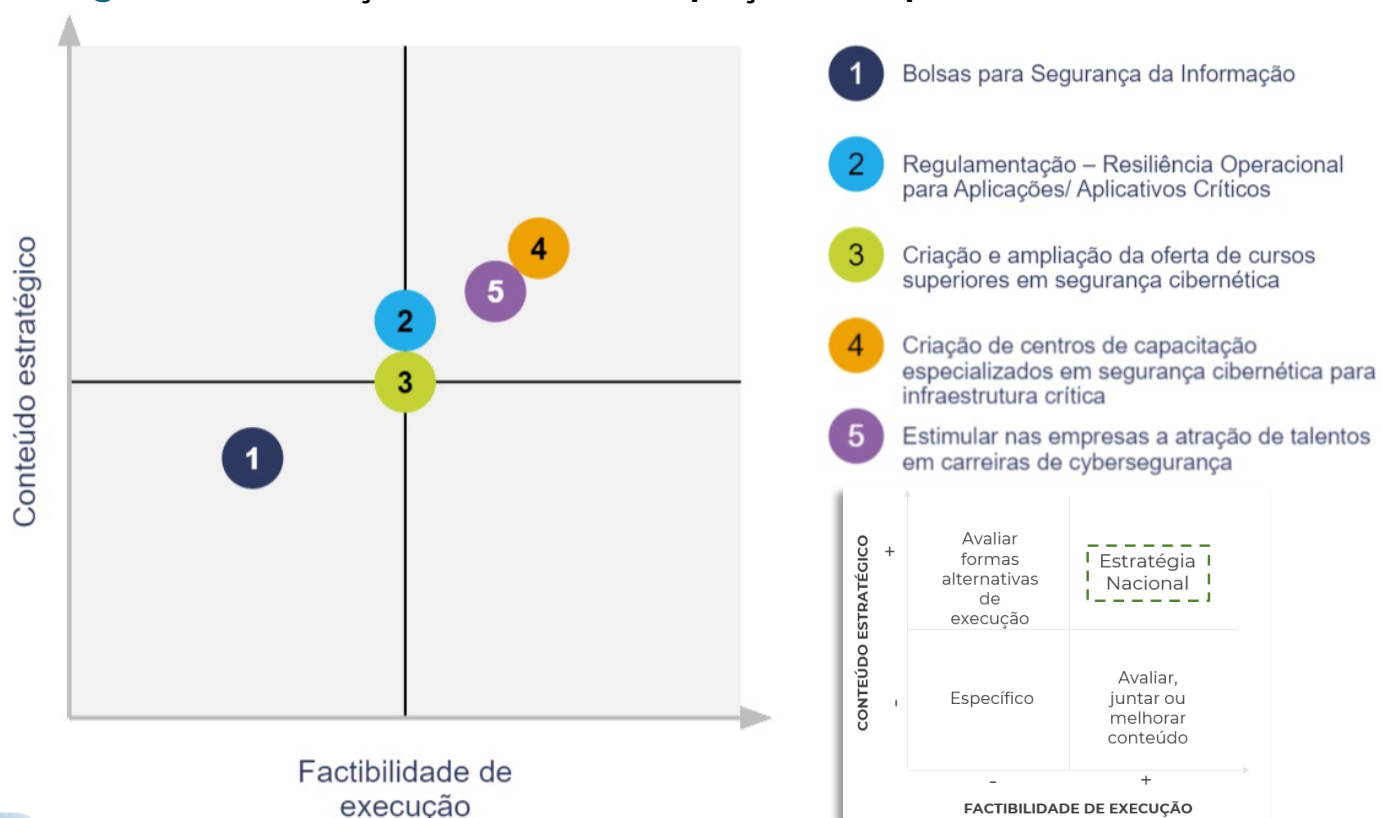 Conteúdo estratégico
4
5
2
3
1
Factibilidade de
execução
1 Bolsas para Segurança da Informação
2 Regulamentação – Resiliência Operacional
para Aplicações/ Aplicativos Críticos
3 Criação e ampliação da oferta de cursos
superiores em segurança cibernética
4 Criação de centros de capacitação
especializados em segurança cibernética para
infraestrutura crítica
5 Estimular nas empresas a atração de talentos
em carreiras de cybersegurança
CONTEÚDO ESTRATÉGICO
+
-
Avaliar
formas
alternativas
de
execução
Estratégia
Nacional
Específico
Avaliar,
juntar ou
melhorar
conteúdo
-
+
FACTIBILIDADE DE EXECUÇÃO